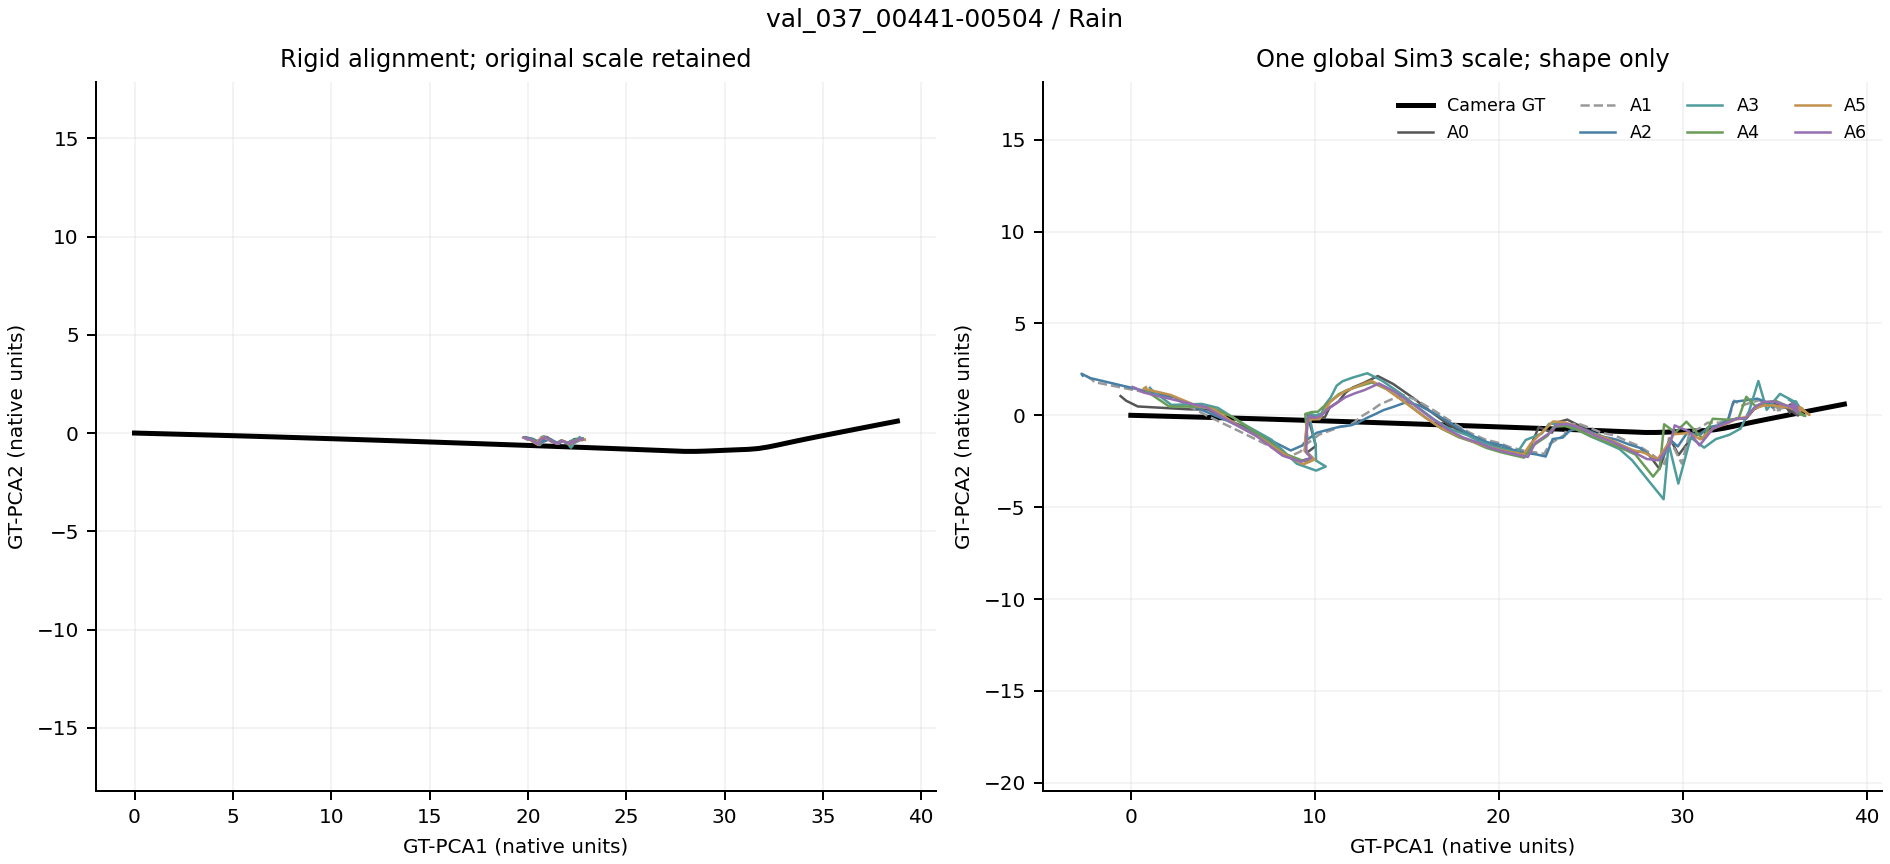 val_037_00441-00504 / Rain
Rigid alignment; original scale retained
15
10
5
0
−5
−10
−15
0 5 10 15 20 25 30 35 40
GT-PCA1 (native units)
GT-PCA2 (native units)
One global Sim3 scale; shape only
Camera GT A1 A3 A5
A0 A2 A4 A6
15
10
5
0
−5
−10
−15
−20
0 10 20 30 40
GT-PCA1 (native units)
GT-PCA2 (native units)